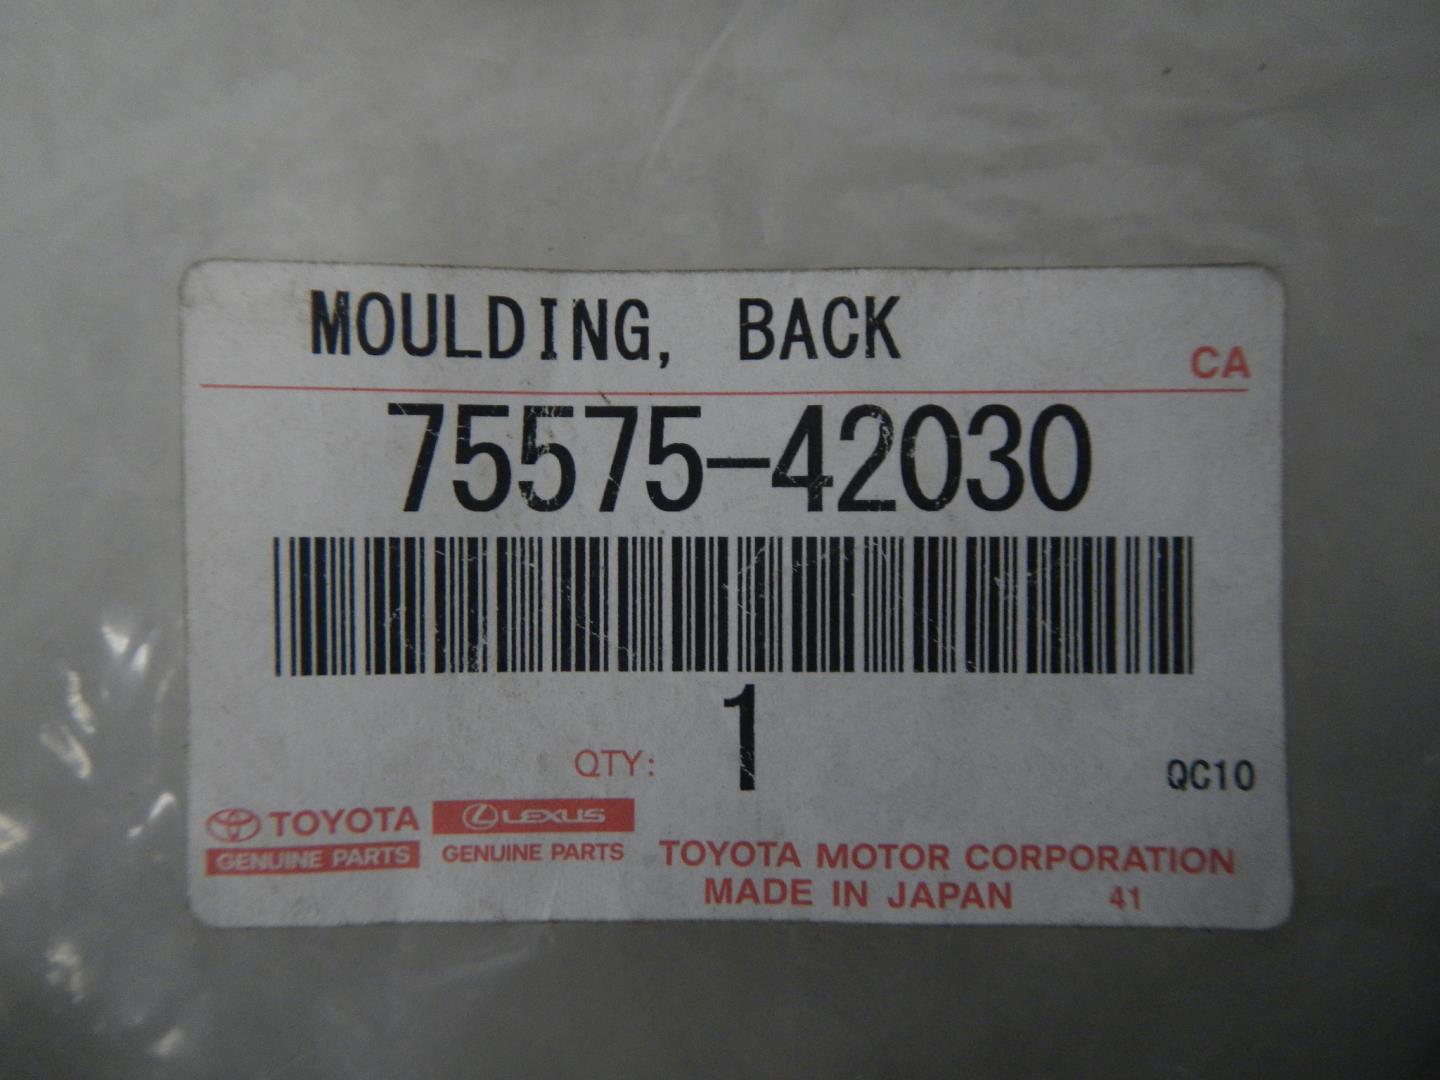 MOULDING, BACK
CA
75575-42030
QTY: 1
QC10
TOYOTA
GENUINE PARTS
LEXUS
GENUINE PARTS
TOYOTA MOTOR CORPORATION
MADE IN JAPAN 41